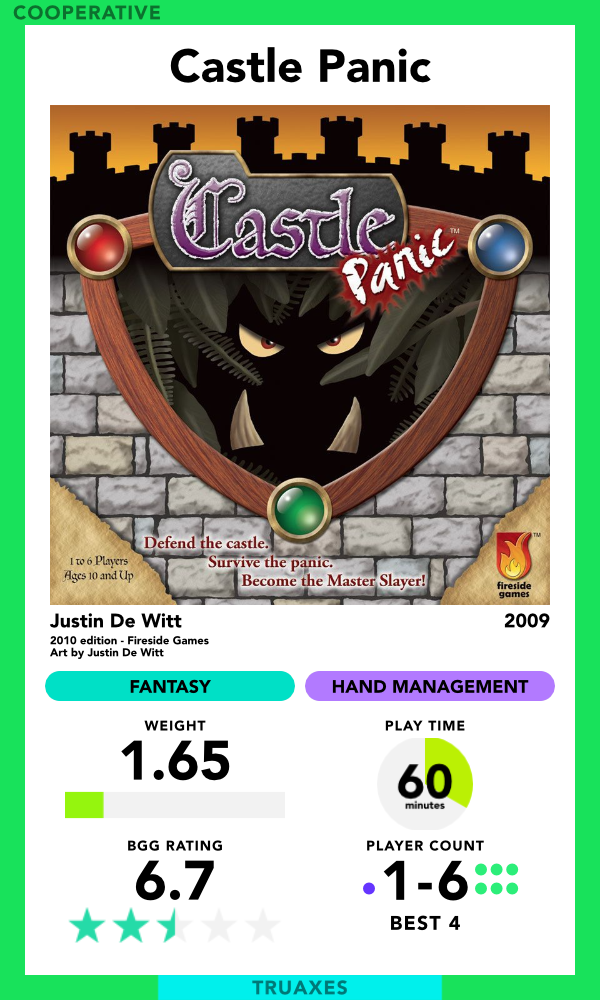 COOPERATIVE
Castle Panic
Castle
Panic™
Defend the castle.
Survive the panic.
Become the Master Slayer!
1 to 6 Players
Ages 10 and Up
™
fireside
games
Justin De Witt
2009
2010 edition - Fireside Games
Art by Justin De Witt
FANTASY
HAND MANAGEMENT
WEIGHT
1.65
PLAY TIME
60
minutes
BGG RATING
6.7
PLAYER COUNT
1-6
BEST 4
TRUAXES